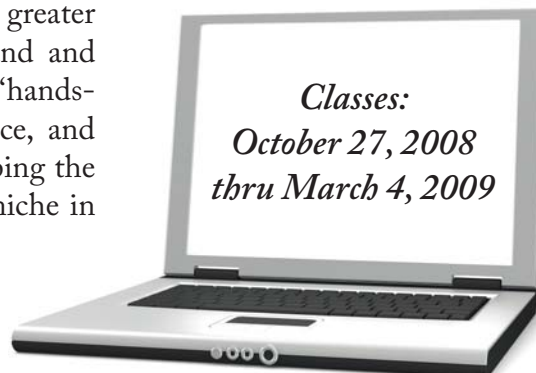 greater
nd and
“hands-
ce, and
ping the
niche in
Classes:
October 27, 2008
thru March 4, 2009